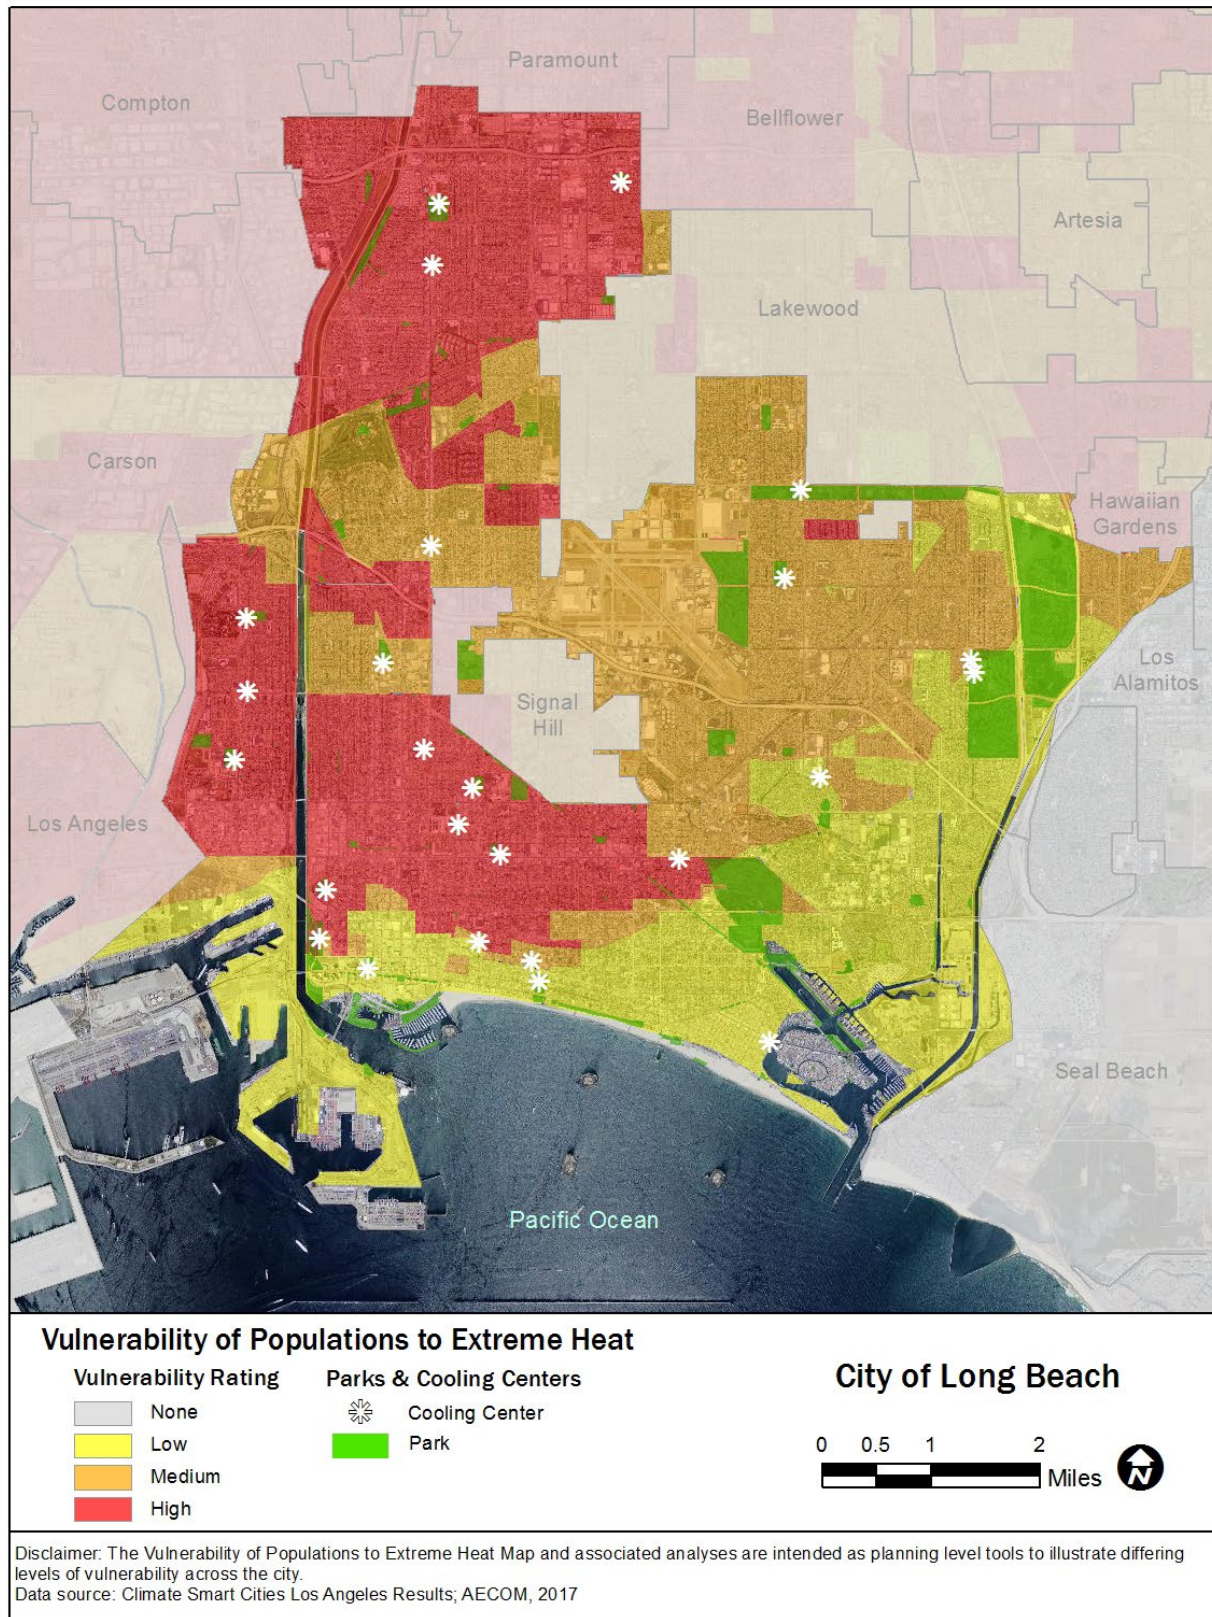 Paramount
Compton
Bellflower
Artesia
Lakewood
Carson
Hawaiian
Gardens
Los
Alamitos
Signal
Hill
Los Angeles
Seal Beach
Pacific Ocean
Vulnerability of Populations to Extreme Heat
Vulnerability Rating
None
Low
Medium
High
Parks & Cooling Centers
Cooling Center
Park
City of Long Beach
0 0.5 1 2
Miles
N
Disclaimer: The Vulnerability of Populations to Extreme Heat Map and associated analyses are intended as planning level tools to illustrate differing
levels of vulnerability across the city.
Data source: Climate Smart Cities Los Angeles Results; AECOM, 2017